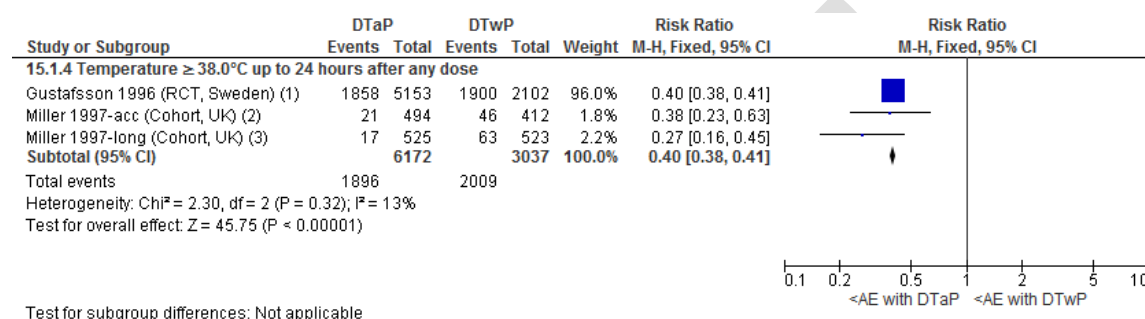 DTaP DTwP Risk Ratio Risk Ratio
Study or Subgroup Events Total Events Total Weight M-H, Fixed, 95% CI M-H, Fixed, 95% CI
15.1.4 Temperature ≥ 38.0°C up to 24 hours after any dose
Gustafsson 1996 (RCT, Sweden) (1) 1858 5153 1900 2102 96.0% 0.40 [0.38, 0.41]
Miller 1997-acc (Cohort, UK) (2) 21 494 46 412 1.8% 0.38 [0.23, 0.63]
Miller 1997-long (Cohort, UK) (3) 17 525 63 523 2.2% 0.27 [0.16, 0.45]
Subtotal (95% CI) 6172 3037 100.0% 0.40 [0.38, 0.41]
Total events 1896 2009
Heterogeneity: Chi² = 2.30, df = 2 (P = 0.32); I² = 13%
Test for overall effect: Z = 45.75 (P < 0.00001)
0.1 0.2 0.5 1 2 5 10
<AE with DTaP <AE with DTwP
Test for subgroup differences: Not applicable